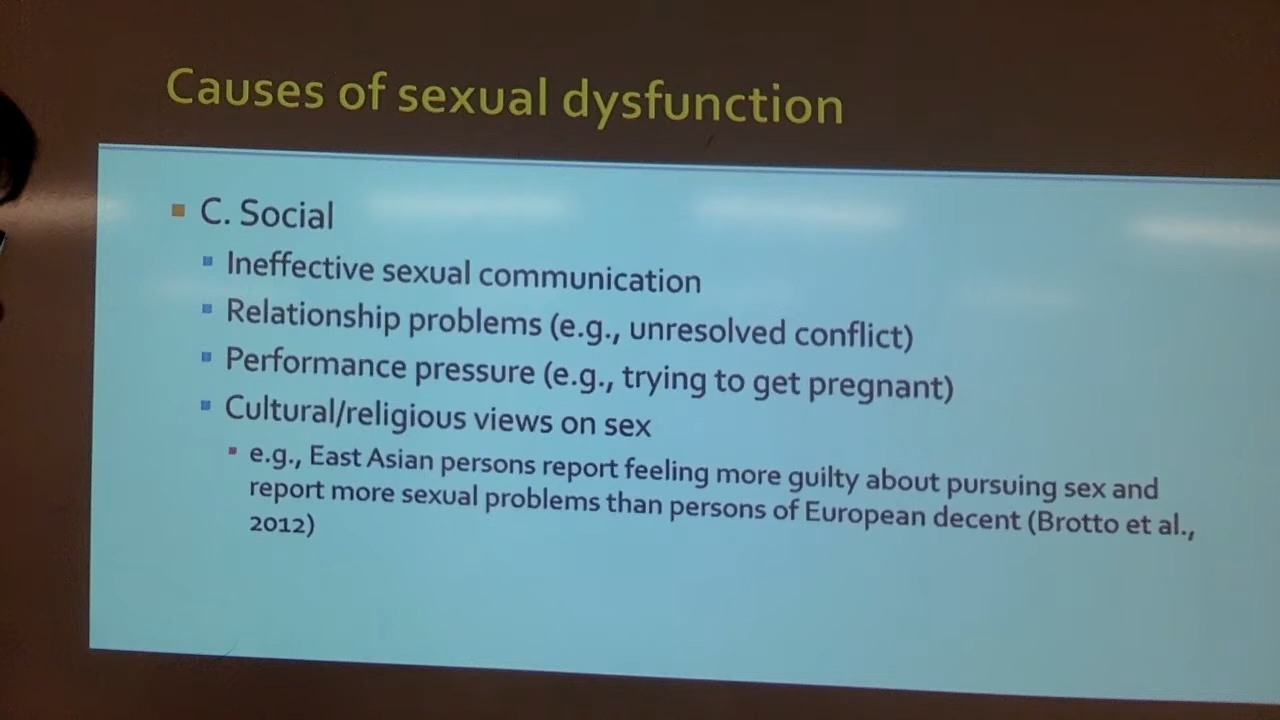 Causes of sexual dysfunction
C. Social
Ineffective sexual communication
Relationship problems (e.g., unresolved conflict)
Performance pressure (e.g., trying to get pregnant)
Cultural/religious views on sex
e.g., East Asian persons report feeling more guilty about pursuing sex and
report more sexual problems than persons of European decent (Brotto et al.,
2012)